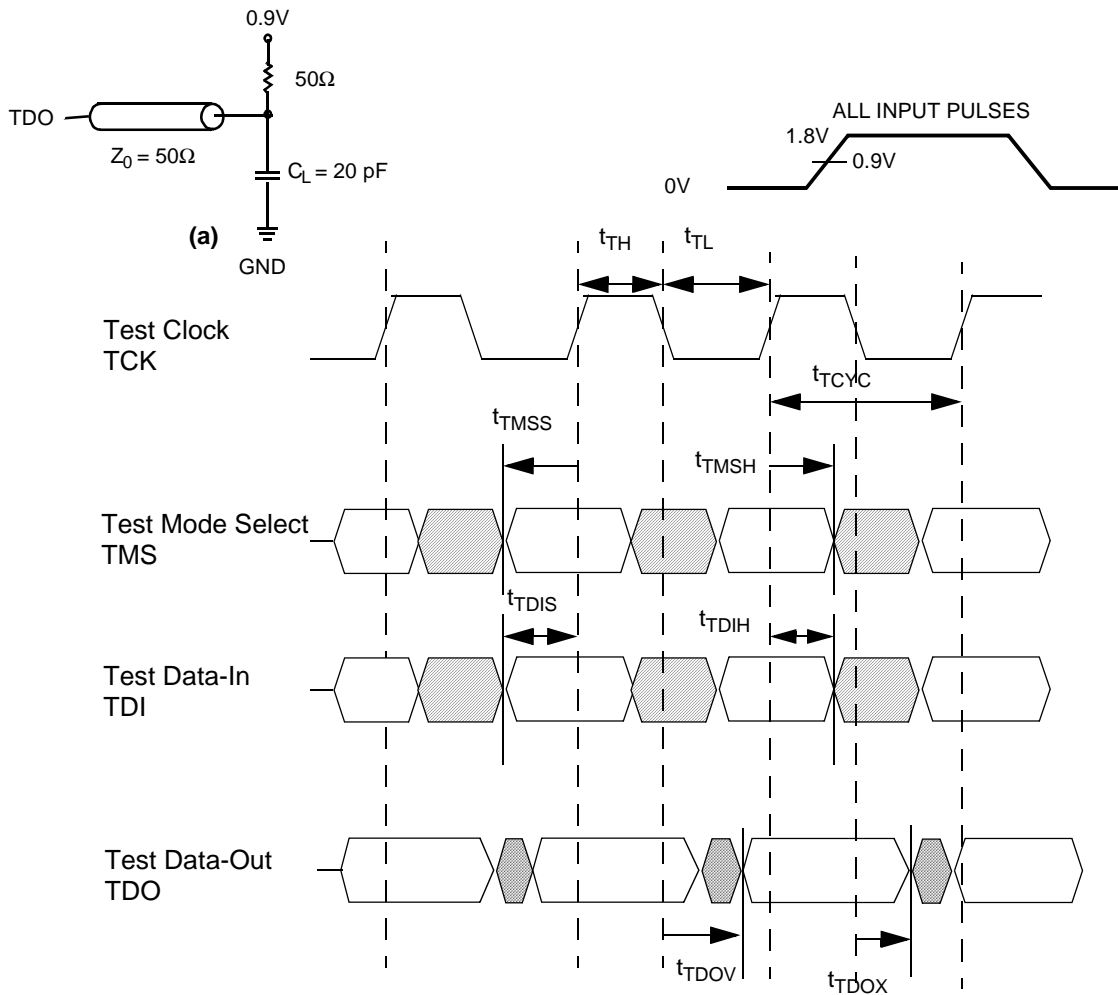 0.9V
50Ω
TDO
Z0 = 50Ω
CL = 20 pF
(a)
GND
ALL INPUT PULSES
1.8V
0.9V
0V
tTH
tTL
Test Clock
TCK
tTCYC
tTMSS
tTMSH
Test Mode Select
TMS
tTDIS
tTDIH
Test Data-In
TDI
Test Data-Out
TDO
tTDOV
tTDOX